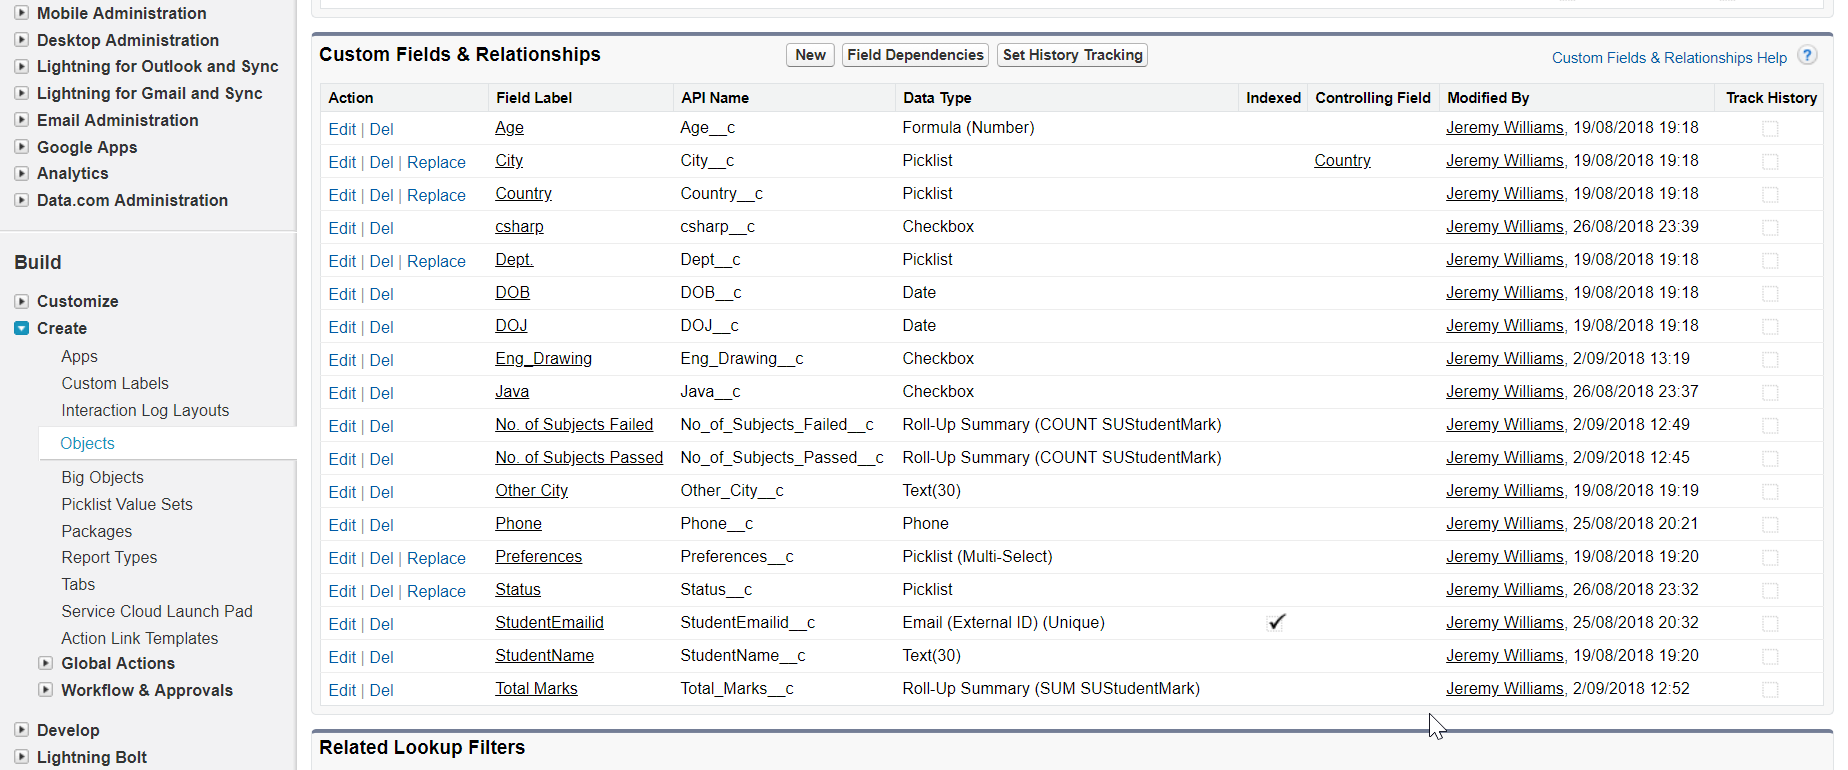 Mobile Administration
Desktop Administration
Lightning for Outlook and Sync
Lightning for Gmail and Sync
Email Administration
Google Apps
Analytics
Data.com Administration
Build
Customize
Create
Apps
Custom Labels
Interaction Log Layouts
Objects
Big Objects
Picklist Value Sets
Packages
Report Types
Tabs
Service Cloud Launch Pad
Action Link Templates
Global Actions
Workflow & Approvals
Develop
Lightning Bolt
Custom Fields & Relationships New Field Dependencies Set History Tracking Custom Fields & Relationships Help ?
Action Field Label API Name Data Type Indexed Controlling Field Modified By Track History
Edit | Del Age Age__c Formula (Number) Jeremy Williams, 19/08/2018 19:18
Edit | Del | Replace City City__c Picklist Country Jeremy Williams, 19/08/2018 19:18
Edit | Del | Replace Country Country__c Picklist Jeremy Williams, 19/08/2018 19:18
Edit | Del csharp csharp__c Checkbox Jeremy Williams, 26/08/2018 23:39
Edit | Del | Replace Dept. Dept__c Picklist Jeremy Williams, 19/08/2018 19:18
Edit | Del DOB DOB__c Date Jeremy Williams, 19/08/2018 19:18
Edit | Del DOJ DOJ__c Date Jeremy Williams, 19/08/2018 19:18
Edit | Del Eng_Drawing Eng_Drawing__c Checkbox Jeremy Williams, 2/09/2018 13:19
Edit | Del Java Java__c Checkbox Jeremy Williams, 26/08/2018 23:37
Edit | Del No. of Subjects Failed No_of_Subjects_Failed__c Roll-Up Summary (COUNT SUStudentMark) Jeremy Williams, 2/09/2018 12:49
Edit | Del No. of Subjects Passed No_of_Subjects_Passed__c Roll-Up Summary (COUNT SUStudentMark) Jeremy Williams, 2/09/2018 12:45
Edit | Del Other City Other_City__c Text(30) Jeremy Williams, 19/08/2018 19:19
Edit | Del Phone Phone__c Phone Jeremy Williams, 25/08/2018 20:21
Edit | Del | Replace Preferences Preferences__c Picklist (Multi-Select) Jeremy Williams, 19/08/2018 19:20
Edit | Del | Replace Status Status__c Picklist Jeremy Williams, 26/08/2018 23:32
Edit | Del StudentEmailid StudentEmailid__c Email (External ID) (Unique) Jeremy Williams, 25/08/2018 20:32
Edit | Del StudentName StudentName__c Text(30) Jeremy Williams, 19/08/2018 19:20
Edit | Del Total Marks Total_Marks__c Roll-Up Summary (SUM SUStudentMark) Jeremy Williams, 2/09/2018 12:52
Related Lookup Filters